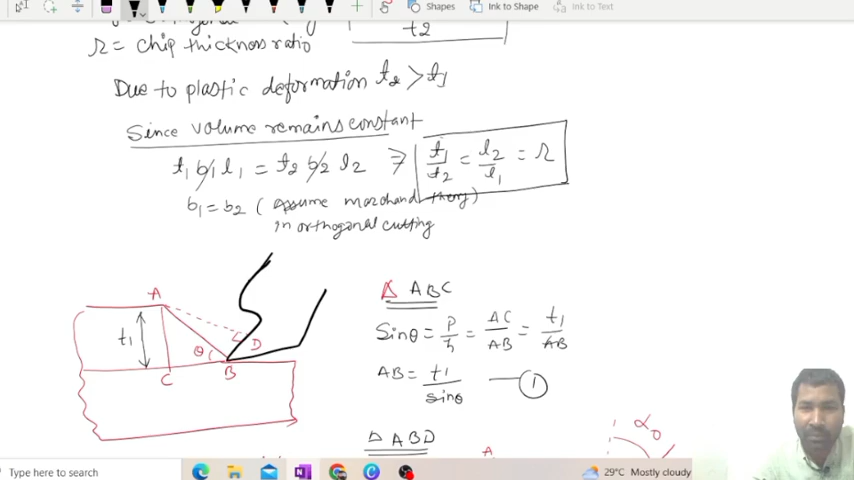 Shapes Ink to Shape Ink to Text
t2
r = chip thickness ratio
Due to plastic deformation t2 > t1
Since volume remains constant
t1 b1 l1 = t2 b2 l2 ⇒ t1/t2 = l2/l1 = r
b1 = b2 (Assume marchand theory)
in orthogonal cutting
A
t1
θ
C
B
D
Δ ABC
Sinθ = P/h = AC/AB = t1/AB
AB = t1/sinθ — 1
Δ ABD
A
α0
Type here to search
29°C Mostly cloudy